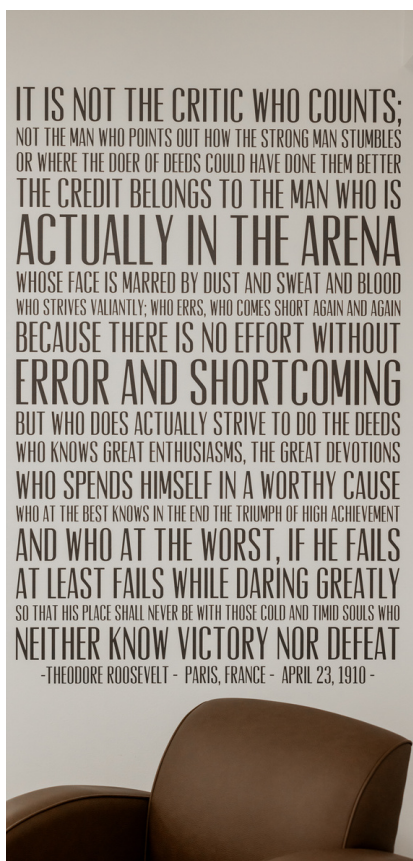 IT IS NOT THE CRITIC WHO COUNTS;
NOT THE MAN WHO POINTS OUT HOW THE STRONG MAN STUMBLES
OR WHERE THE DOER OF DEEDS COULD HAVE DONE THEM BETTER
THE CREDIT BELONGS TO THE MAN WHO IS
ACTUALLY IN THE ARENA
WHOSE FACE IS MARRED BY DUST AND SWEAT AND BLOOD
WHO STRIVES VALIANTLY; WHO ERRS, WHO COMES SHORT AGAIN AND AGAIN
BECAUSE THERE IS NO EFFORT WITHOUT
ERROR AND SHORTCOMING
BUT WHO DOES ACTUALLY STRIVE TO DO THE DEEDS
WHO KNOWS GREAT ENTHUSIASMS, THE GREAT DEVOTIONS
WHO SPENDS HIMSELF IN A WORTHY CAUSE
WHO AT THE BEST KNOWS IN THE END THE TRIUMPH OF HIGH ACHIEVEMENT
AND WHO AT THE WORST, IF HE FAILS
AT LEAST FAILS WHILE DARING GREATLY
SO THAT HIS PLACE SHALL NEVER BE WITH THOSE COLD AND TIMID SOULS WHO
NEITHER KNOW VICTORY NOR DEFEAT
-THEODORE ROOSEVELT - PARIS, FRANCE - APRIL 23, 1910 -